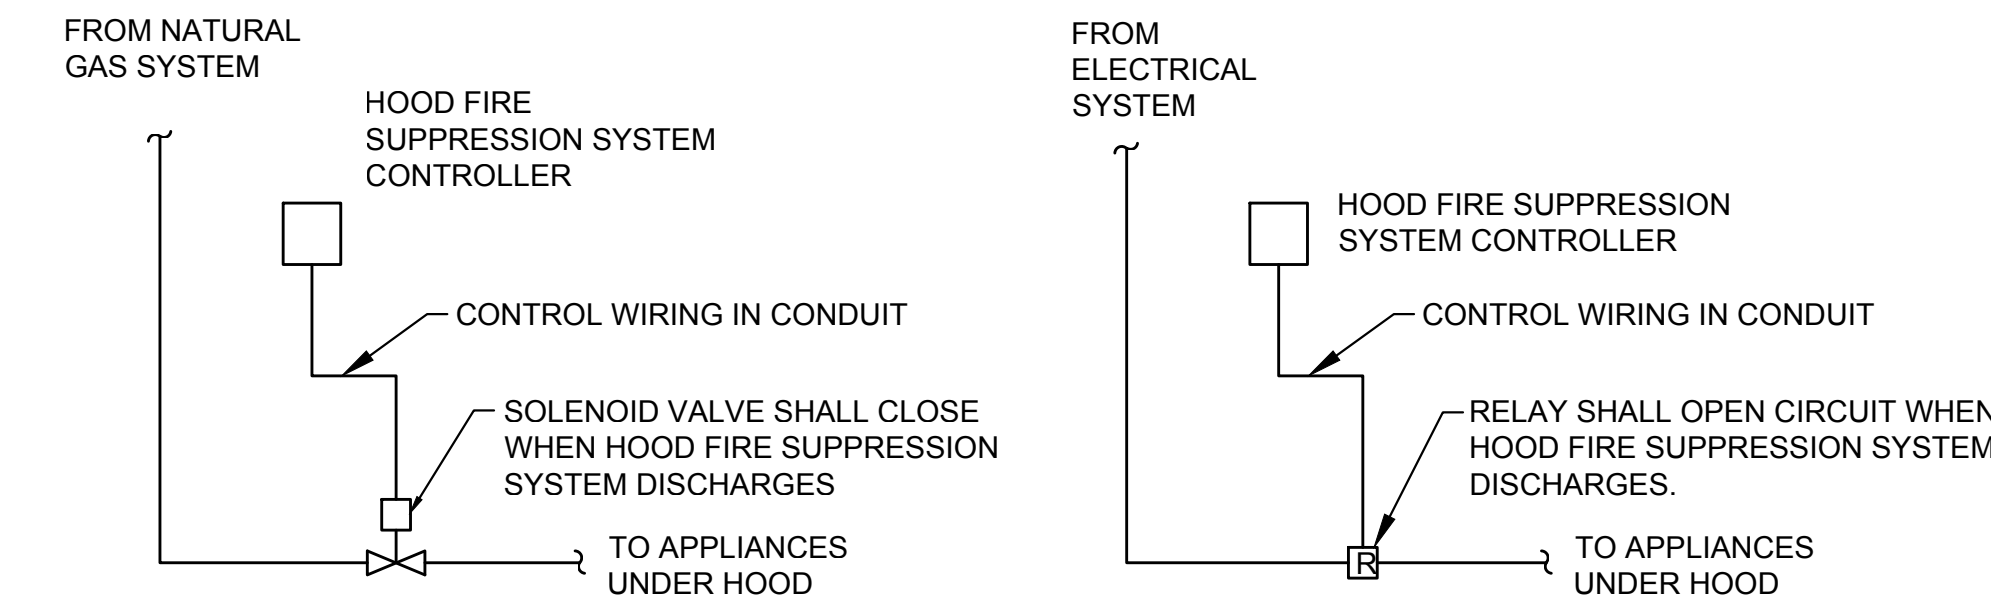 FROM NATURAL
GAS SYSTEM
HOOD FIRE
SUPPRESSION SYSTEM
CONTROLLER
CONTROL WIRING IN CONDUIT
SOLENOID VALVE SHALL CLOSE
WHEN HOOD FIRE SUPPRESSION
SYSTEM DISCHARGES
TO APPLIANCES
UNDER HOOD
FROM
ELECTRICAL
SYSTEM
HOOD FIRE SUPPRESSION
SYSTEM CONTROLLER
CONTROL WIRING IN CONDUIT
RELAY SHALL OPEN CIRCUIT WHEN
HOOD FIRE SUPPRESSION SYSTEM
DISCHARGES.
R
TO APPLIANCES
UNDER HOOD